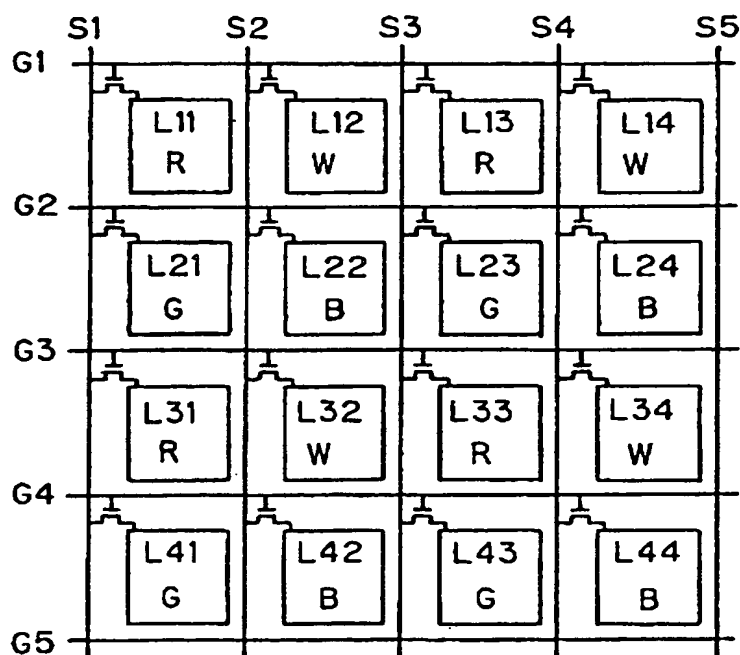 S1 S2 S3 S4 S5
G1
L11 L12 L13 L14
R W R W
G2
L21 L22 L23 L24
G B G B
G3
L31 L32 L33 L34
R W R W
G4
L41 L42 L43 L44
G B G B
G5